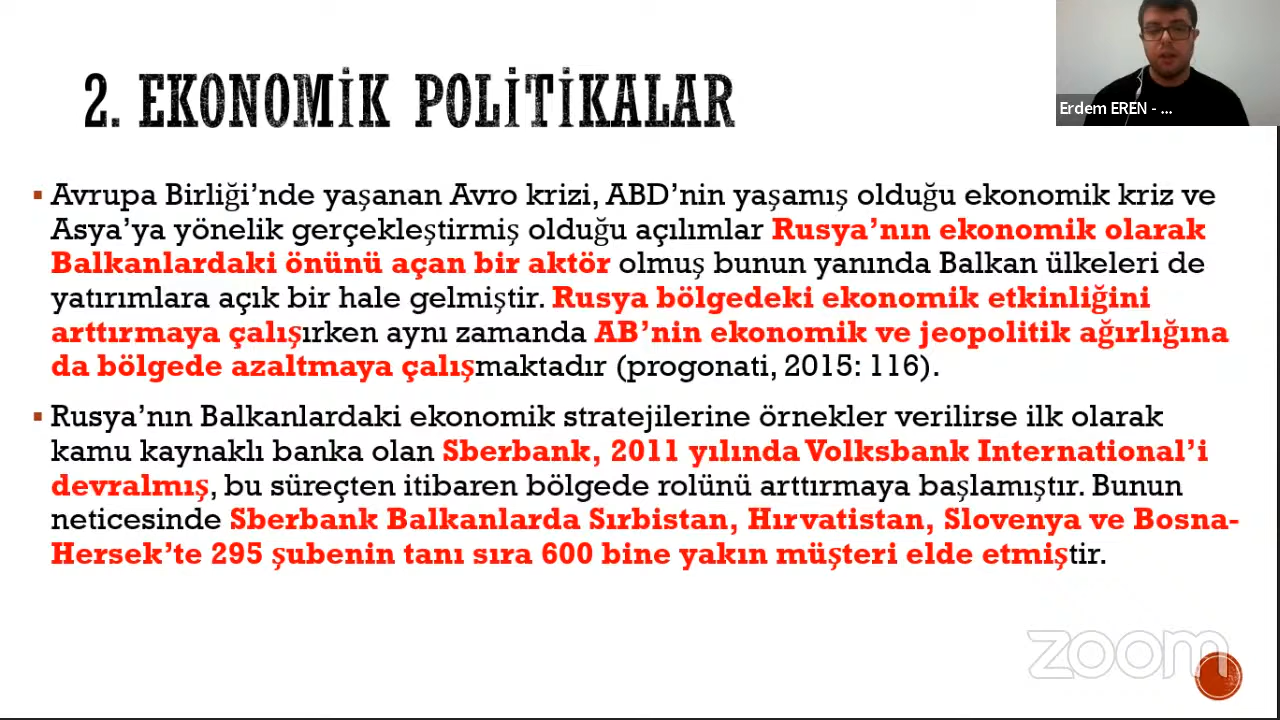 2. EKONOMİK POLİTİKALAR
Erdem EREN - ...
Avrupa Birliği’nde yaşanan Avro krizi, ABD’nin yaşamış olduğu ekonomik kriz ve
Asya’ya yönelik gerçekleştirmiş olduğu açılımlar Rusya’nın ekonomik olarak
Balkanlardaki önünü açan bir aktör olmuş bunun yanında Balkan ülkeleri de
yatırımlara açık bir hale gelmiştir. Rusya bölgedeki ekonomik etkinliğini
arttırmaya çalışırken aynı zamanda AB’nin ekonomik ve jeopolitik ağırlığına
da bölgede azaltmaya çalışmaktadır (progonati, 2015: 116).
Rusya’nın Balkanlardaki ekonomik stratejilerine örnekler verilirse ilk olarak
kamu kaynaklı banka olan Sberbank, 2011 yılında Volksbank International’i
devralmış, bu süreçten itibaren bölgede rolünü arttırmaya başlamıştır. Bunun
neticesinde Sberbank Balkanlarda Sırbistan, Hırvatistan, Slovenya ve Bosna-
Hersek’te 295 şubenin tanı sıra 600 bine yakın müşteri elde etmiştir.
zoom